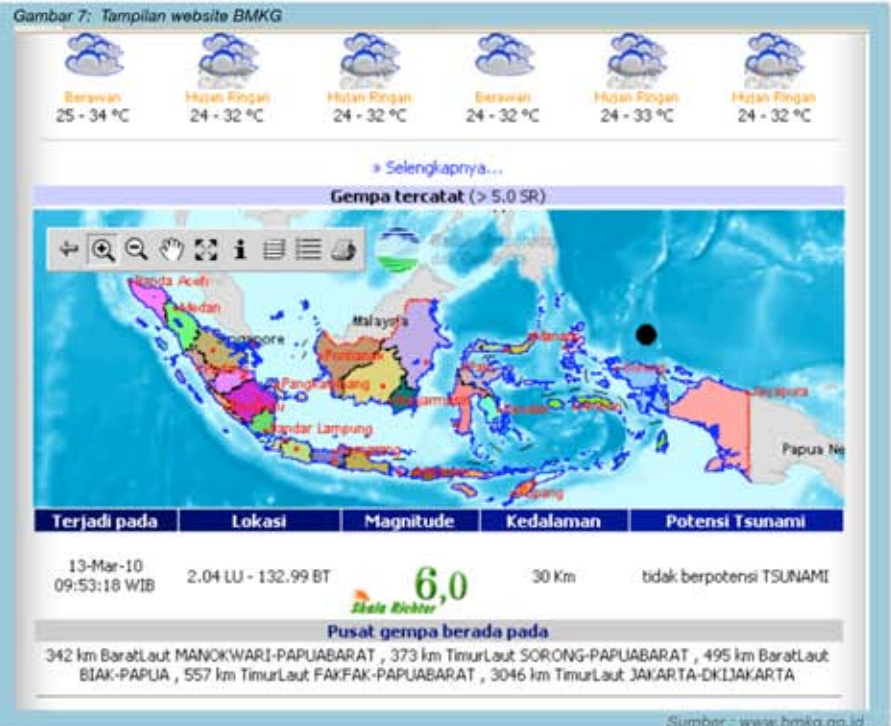 Gambar 7: Tampilan website BMKG
Berawan Hujan Ringan Hujan Ringan Berawan Hujan Ringan Hujan Ringan
25 - 34 °C 24 - 32 °C 24 - 32 °C 24 - 32 °C 24 - 33 °C 24 - 32 °C
» Selengkapnya...
Gempa tercatat (> 5.0 SR)
Banda Aceh
Medan
Malaysia
Pontianak
Bandar Lampung
Kupang
Jayapura
Papua Ne
Terjadi pada Lokasi Magnitude Kedalaman Potensi Tsunami
13-Mar-10
09:53:18 WIB 2.04 LU - 132.99 BT 6,0 30 Km tidak berpotensi TSUNAMI
Skala Richter
Pusat gempa berada pada
342 km BaratLaut MANOKWARI-PAPUABARAT , 373 km TimurLaut SORONG-PAPUABARAT , 495 km BaratLaut
BIAK-PAPUA , 557 km TimurLaut FAKFAK-PAPUABARAT , 3046 km TimurLaut JAKARTA-DKIJAKARTA
Sumber : www.bmkg.go.id